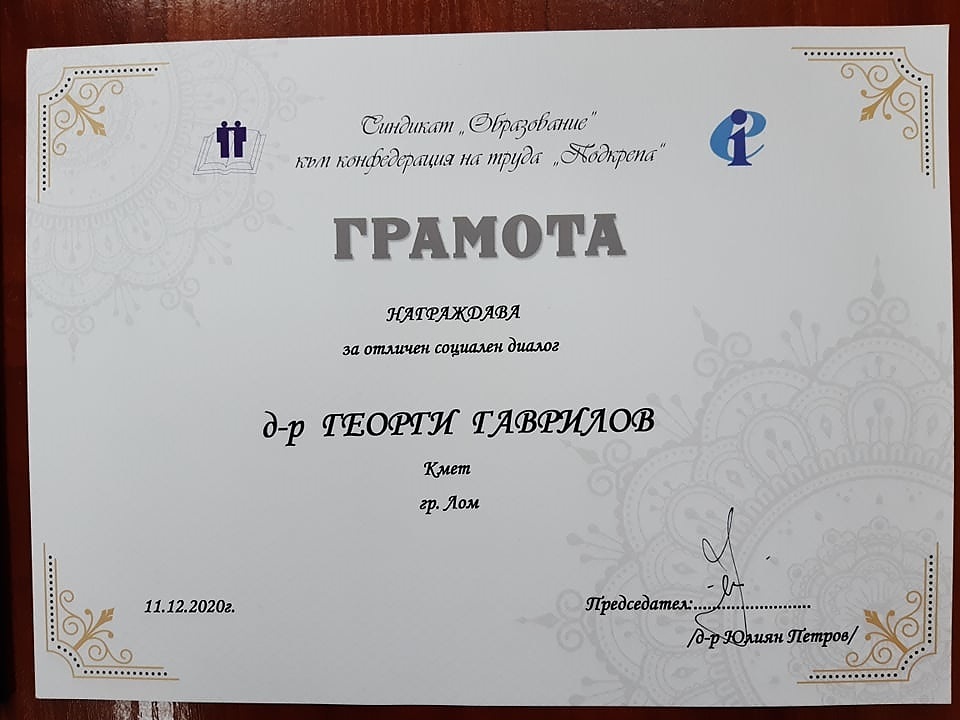 Синдикат „Образование“
към конфедерация на труда „Подкрепа“
ГРАМОТА
НАГРАЖДАВА
за отличен социален диалог
д-р ГЕОРГИ ГАВРИЛОВ
Кмет
гр. Лом
11.12.2020г.
Председател:..........................
/д-р Юлиян Петров/